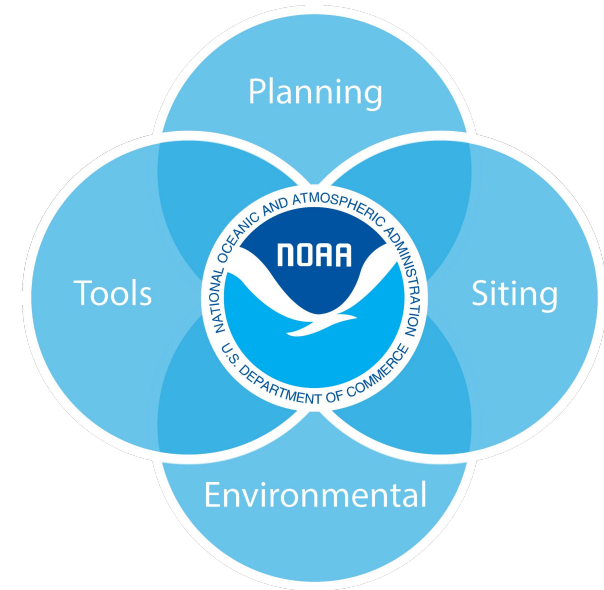 Planning
NATIONAL OCEANIC AND ATMOSPHERIC ADMINISTRATION
NOAA
Tools
Siting
U.S. DEPARTMENT OF COMMERCE
Environmental